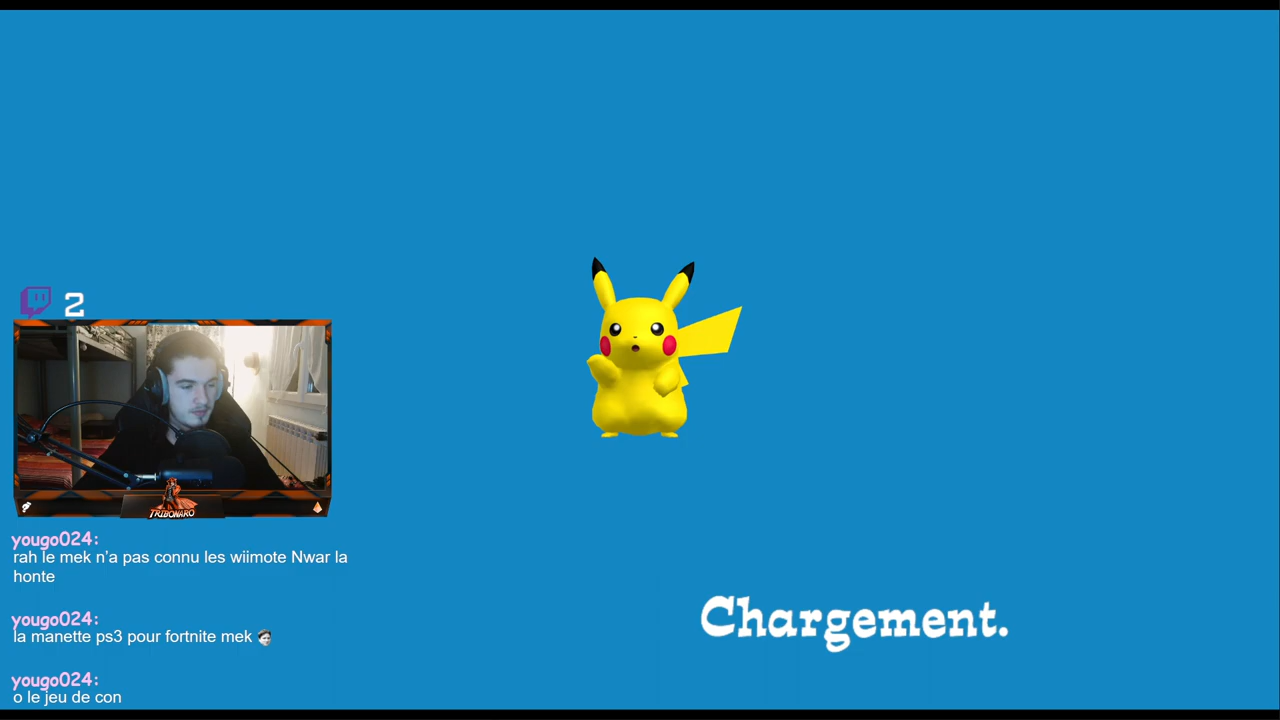 2
TRIBONARO
yougo024:
rah le mek n'a pas connu les wiimote Nwar la
honte
yougo024:
la manette ps3 pour fortnite mek
yougo024:
o le jeu de con
Chargement.